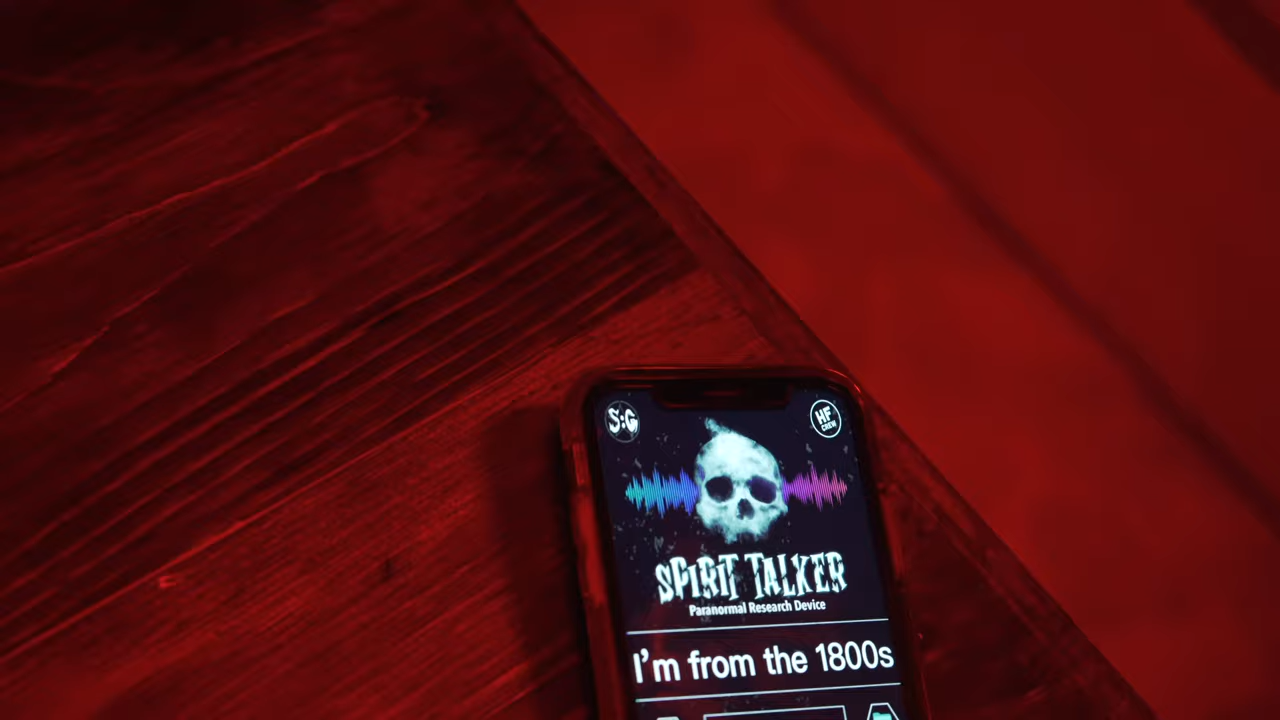 S:G
HF
CREW
SPIRIT TALKER
Paranormal Research Device
I'm from the 1800s